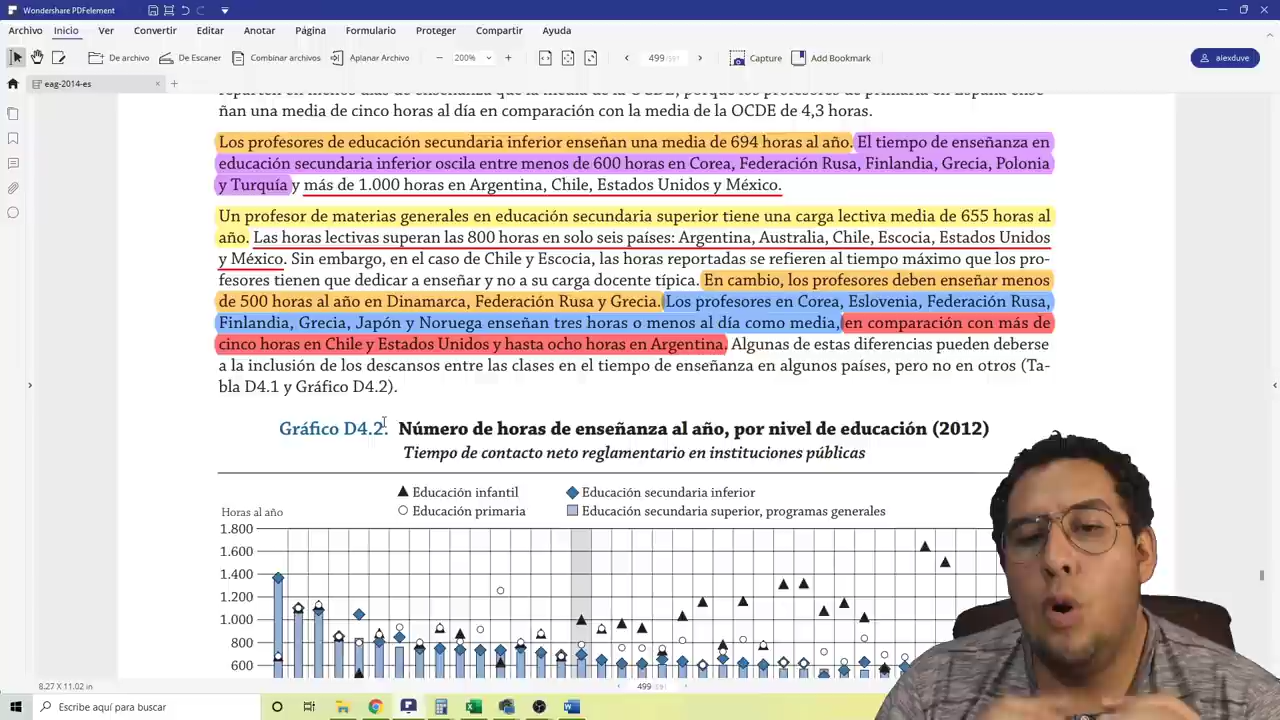 Wondershare PDFelement
Archivo Inicio Ver Convertir Editar Anotar Página Formulario Proteger Compartir Ayuda
De archivo De Escaner Combinar archivos Aplanar Archivo 200% 499 Capture Add Bookmark alexduve
eag-2014-es
ñan una media de cinco horas al día en comparación con la media de la OCDE de 4,3 horas.
Los profesores de educación secundaria inferior enseñan una media de 694 horas al año. El tiempo de enseñanza en
educación secundaria inferior oscila entre menos de 600 horas en Corea, Federación Rusa, Finlandia, Grecia, Polonia
y Turquía y más de 1.000 horas en Argentina, Chile, Estados Unidos y México.
Un profesor de materias generales en educación secundaria superior tiene una carga lectiva media de 655 horas al
año. Las horas lectivas superan las 800 horas en solo seis países: Argentina, Australia, Chile, Escocia, Estados Unidos
y México. Sin embargo, en el caso de Chile y Escocia, las horas reportadas se refieren al tiempo máximo que los pro-
fesores tienen que dedicar a enseñar y no a su carga docente típica. En cambio, los profesores deben enseñar menos
de 500 horas al año en Dinamarca, Federación Rusa y Grecia. Los profesores en Corea, Eslovenia, Federación Rusa,
Finlandia, Grecia, Japón y Noruega enseñan tres horas o menos al día como media, en comparación con más de
cinco horas en Chile y Estados Unidos y hasta ocho horas en Argentina. Algunas de estas diferencias pueden deberse
a la inclusión de los descansos entre las clases en el tiempo de enseñanza en algunos países, pero no en otros (Ta-
bla D4.1 y Gráfico D4.2).
Gráfico D4.2. Número de horas de enseñanza al año, por nivel de educación (2012)
Tiempo de contacto neto reglamentario en instituciones públicas
Educación infantil Educación secundaria inferior
Educación primaria Educación secundaria superior, programas generales
Horas al año
1.800
1.600
1.400
1.200
1.000
800
600
8.27 x 11.02 in 499
Escribe aquí para buscar